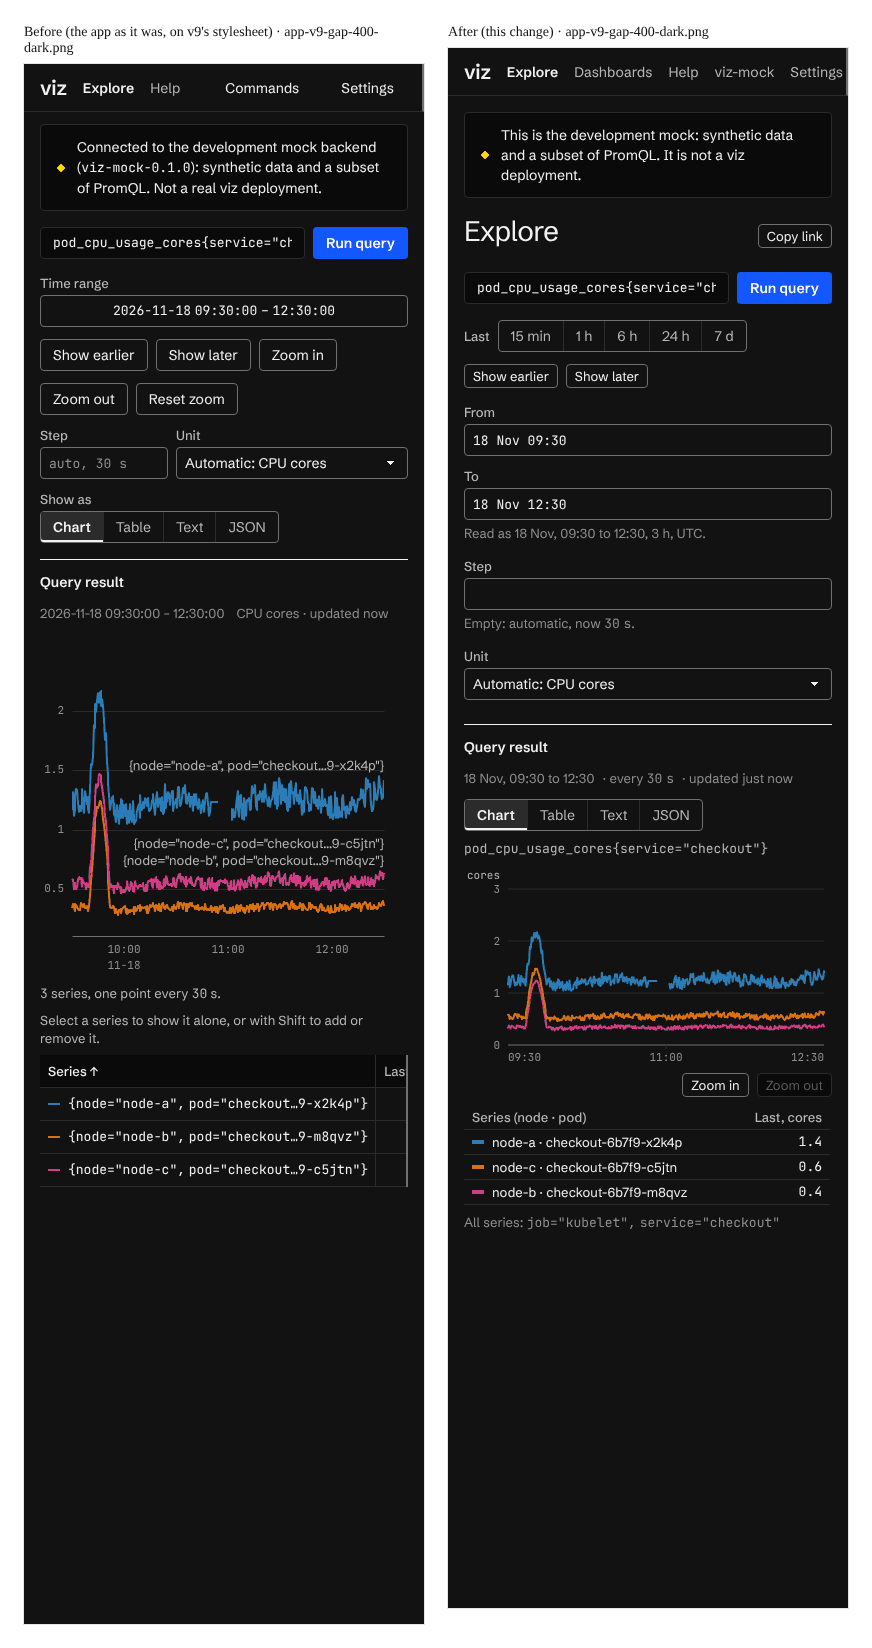 Before (the app as it was, on v9's stylesheet) · app-v9-gap-400-
dark.png
viz Explore Help Commands Settings
Connected to the development mock backend
(viz-mock-0.1.0): synthetic data and a subset
of PromQL. Not a real viz deployment.
pod_cpu_usage_cores{service="ch
Run query
Time range
2026-11-18 09:30:00 – 12:30:00
Show earlier Show later Zoom in
Zoom out Reset zoom
Step Unit
auto, 30 s Automatic: CPU cores
Show as
Chart Table Text JSON
Query result
2026-11-18 09:30:00 – 12:30:00 CPU cores · updated now
2
{node="node-a", pod="checkout…9-x2k4p"}
1.5
1
{node="node-c", pod="checkout…9-c5jtn"}
{node="node-b", pod="checkout…9-m8qvz"}
0.5
10:00 11:00 12:00
11-18
3 series, one point every 30 s.
Select a series to show it alone, or with Shift to add or
remove it.
Series ↑ Las
{node="node-a", pod="checkout…9-x2k4p"}
{node="node-b", pod="checkout…9-m8qvz"}
{node="node-c", pod="checkout…9-c5jtn"}
After (this change) · app-v9-gap-400-dark.png
viz Explore Dashboards Help viz-mock Settings
This is the development mock: synthetic data
and a subset of PromQL. It is not a viz
deployment.
Explore
Copy link
pod_cpu_usage_cores{service="ch
Run query
Last 15 min 1 h 6 h 24 h 7 d
Show earlier Show later
From
18 Nov 09:30
To
18 Nov 12:30
Read as 18 Nov, 09:30 to 12:30, 3 h, UTC.
Step
Empty: automatic, now 30 s.
Unit
Automatic: CPU cores
Query result
18 Nov, 09:30 to 12:30 · every 30 s · updated just now
Chart Table Text JSON
pod_cpu_usage_cores{service="checkout"}
cores
3
2
1
0
09:30 11:00 12:30
Zoom in Zoom out
Series (node · pod) Last, cores
node-a · checkout-6b7f9-x2k4p 1.4
node-c · checkout-6b7f9-c5jtn 0.6
node-b · checkout-6b7f9-m8qvz 0.4
All series: job="kubelet", service="checkout"